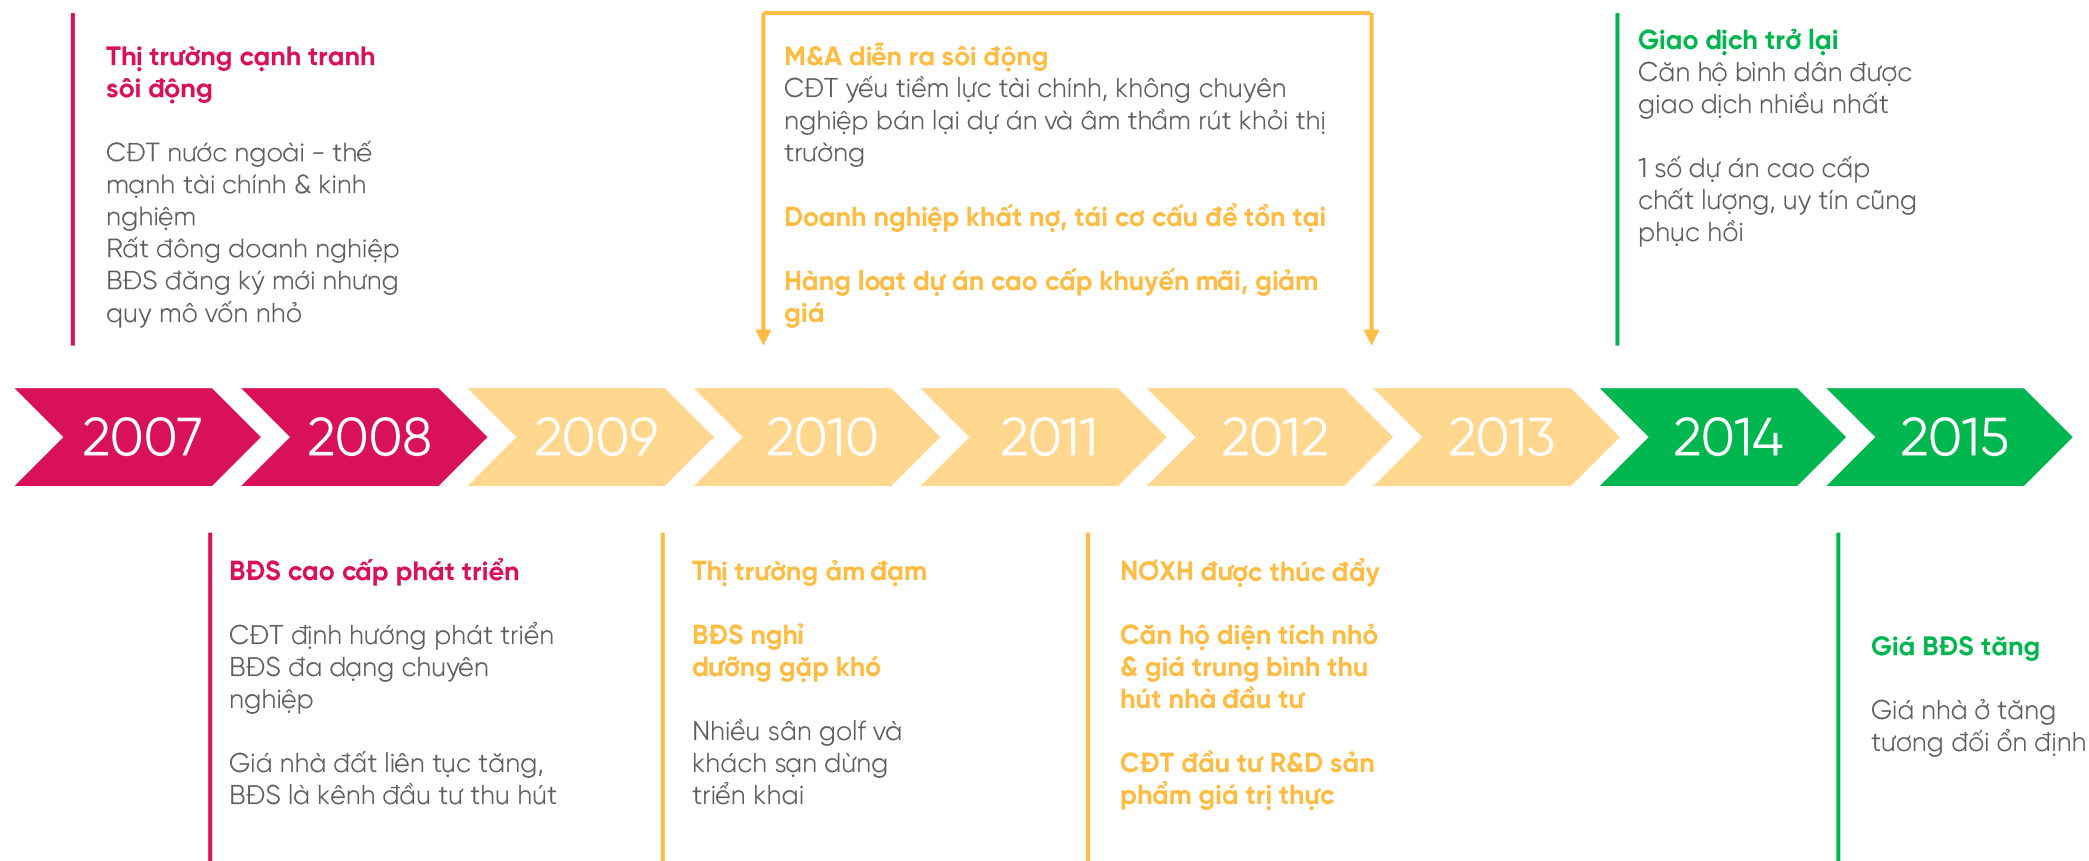 Thị trường cạnh tranh
sôi động
CĐT nước ngoài - thế
mạnh tài chính & kinh
nghiệm
Rất đông doanh nghiệp
BĐS đăng ký mới nhưng
quy mô vốn nhỏ
M&A diễn ra sôi động
CĐT yếu tiềm lực tài chính, không chuyên
nghiệp bán lại dự án và âm thầm rút khỏi thị
trường
Doanh nghiệp khất nợ, tái cơ cấu để tồn tại
Hàng loạt dự án cao cấp khuyến mãi, giảm
giá
Giao dịch trở lại
Căn hộ bình dân được
giao dịch nhiều nhất
1 số dự án cao cấp
chất lượng, uy tín cũng
phục hồi
2007
2008
2009
2010
2011
2012
2013
2014
2015
BĐS cao cấp phát triển
CĐT định hướng phát triển
BĐS đa dạng chuyên
nghiệp
Giá nhà đất liên tục tăng,
BĐS là kênh đầu tư thu hút
Thị trường ảm đạm
BĐS nghỉ
dưỡng gặp khó
Nhiều sân golf và
khách sạn dừng
triển khai
NƠXH được thúc đẩy
Căn hộ diện tích nhỏ
& giá trung bình thu
hút nhà đầu tư
CĐT đầu tư R&D sản
phẩm giá trị thực
Giá BĐS tăng
Giá nhà ở tăng
tương đối ổn định